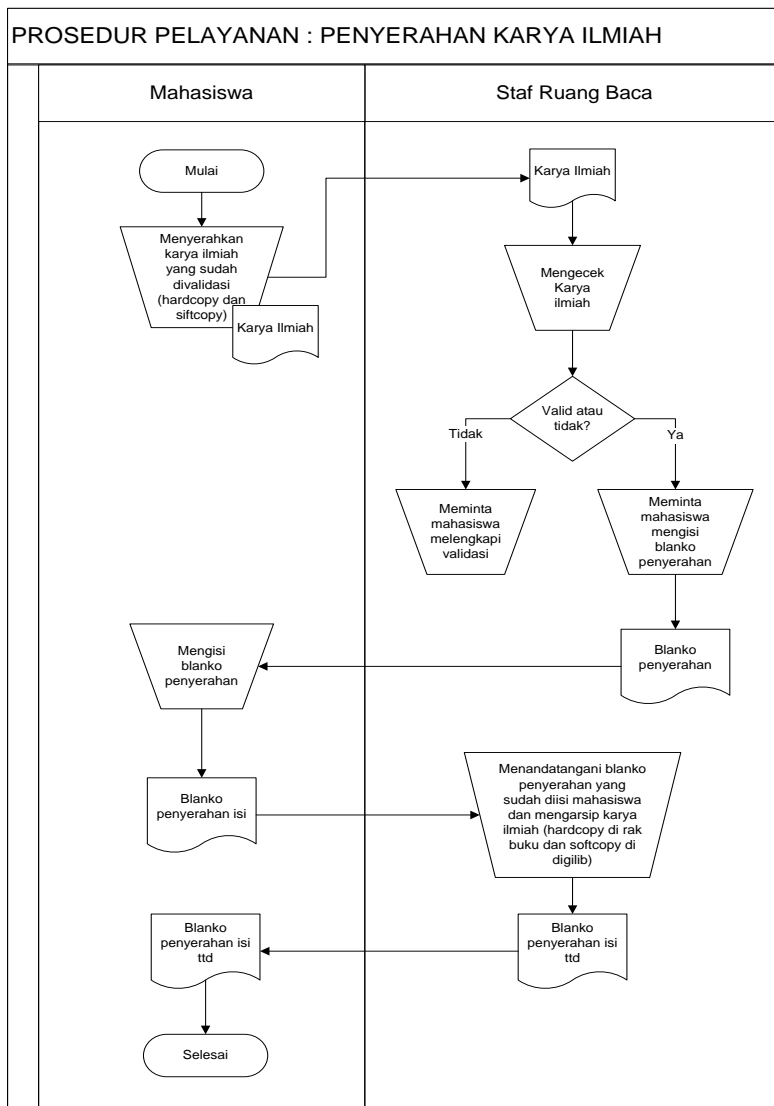 PROSEDUR PELAYANAN : PENYERAHAN KARYA ILMIAH
Mahasiswa
Staf Ruang Baca
Mulai
Karya Ilmiah
Menyerahkan
karya ilmiah
yang sudah
divalidasi
(hardcopy dan
siftcopy)
Karya Ilmiah
Mengecek
Karya
ilmiah
Valid atau
tidak?
Tidak
Ya
Meminta
mahasiswa
melengkapi
validasi
Meminta
mahasiswa
mengisi
blanko
penyerahan
Mengisi
blanko
penyerahan
Blanko
penyerahan
Blanko
penyerahan isi
Menandatangani blanko
penyerahan yang
sudah diisi mahasiswa
dan mengarsip karya
ilmiah (hardcopy di rak
buku dan softcopy di
digilib)
Blanko
penyerahan isi
ttd
Blanko
penyerahan isi
ttd
Selesai